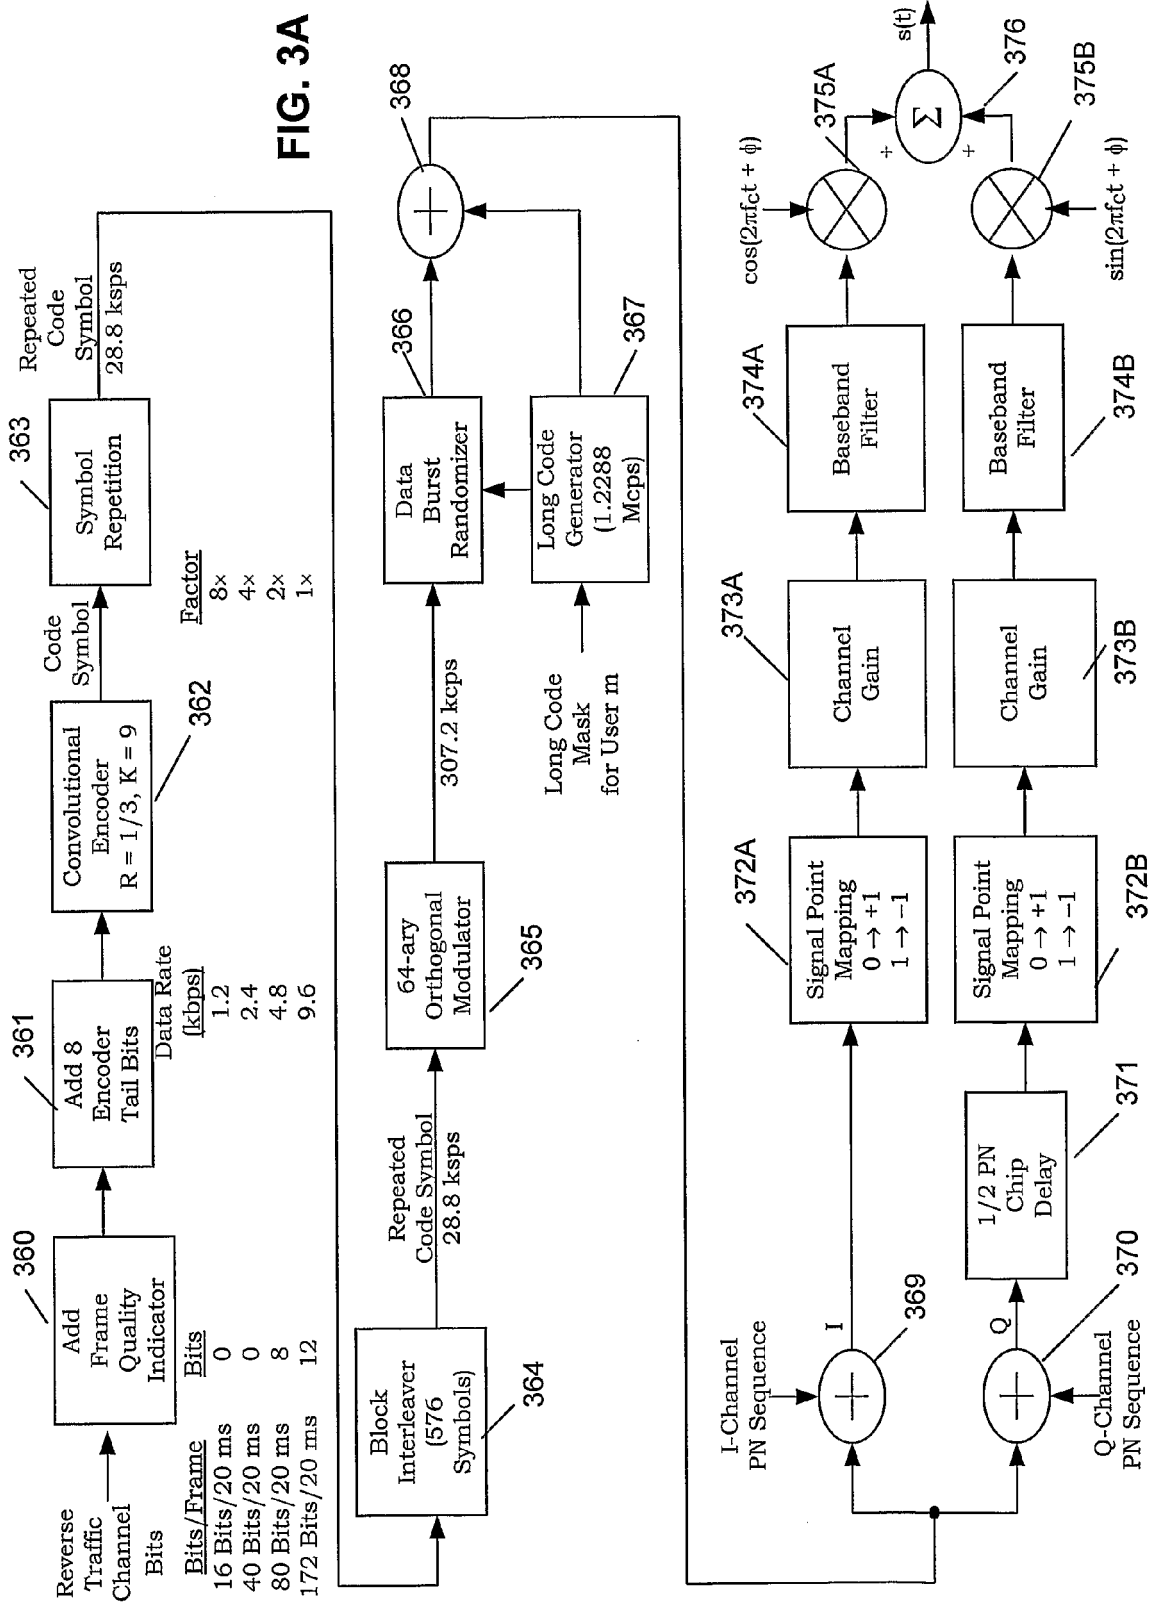 FIG. 3A
Reverse
Traffic
Channel
Bits
360
Add
Frame
Quality
Indicator
361
Add 8
Encoder
Tail Bits
Convolutional
Encoder
R = 1/3, K = 9
362
Code
Symbol
363
Symbol
Repetition
Repeated
Code
Symbol
28.8 ksps
Bits/Frame
16 Bits/20 ms
40 Bits/20 ms
80 Bits/20 ms
172 Bits/20 ms
Bits
0
0
8
12
Data Rate
(kbps)
1.2
2.4
4.8
9.6
Factor
8×
4×
2×
1×
Block
Interleaver
(576
Symbols)
364
Repeated
Code Symbol
28.8 ksps
64-ary
Orthogonal
Modulator
365
307.2 kcps
Data
Burst
Randomizer
366
368
Long Code
Mask
for User m
Long Code
Generator
(1.2288
Mcps)
367
I-Channel
PN Sequence
I
369
Signal Point
Mapping
0 → +1
1 → −1
372A
Channel
Gain
373A
Baseband
Filter
374A
cos(2πfct + ϕ)
375A
+
Σ
s(t)
376
+
Q-Channel
PN Sequence
Q
370
1/2 PN
Chip
Delay
371
Signal Point
Mapping
0 → +1
1 → −1
372B
Channel
Gain
373B
Baseband
Filter
374B
sin(2πfct + ϕ)
375B